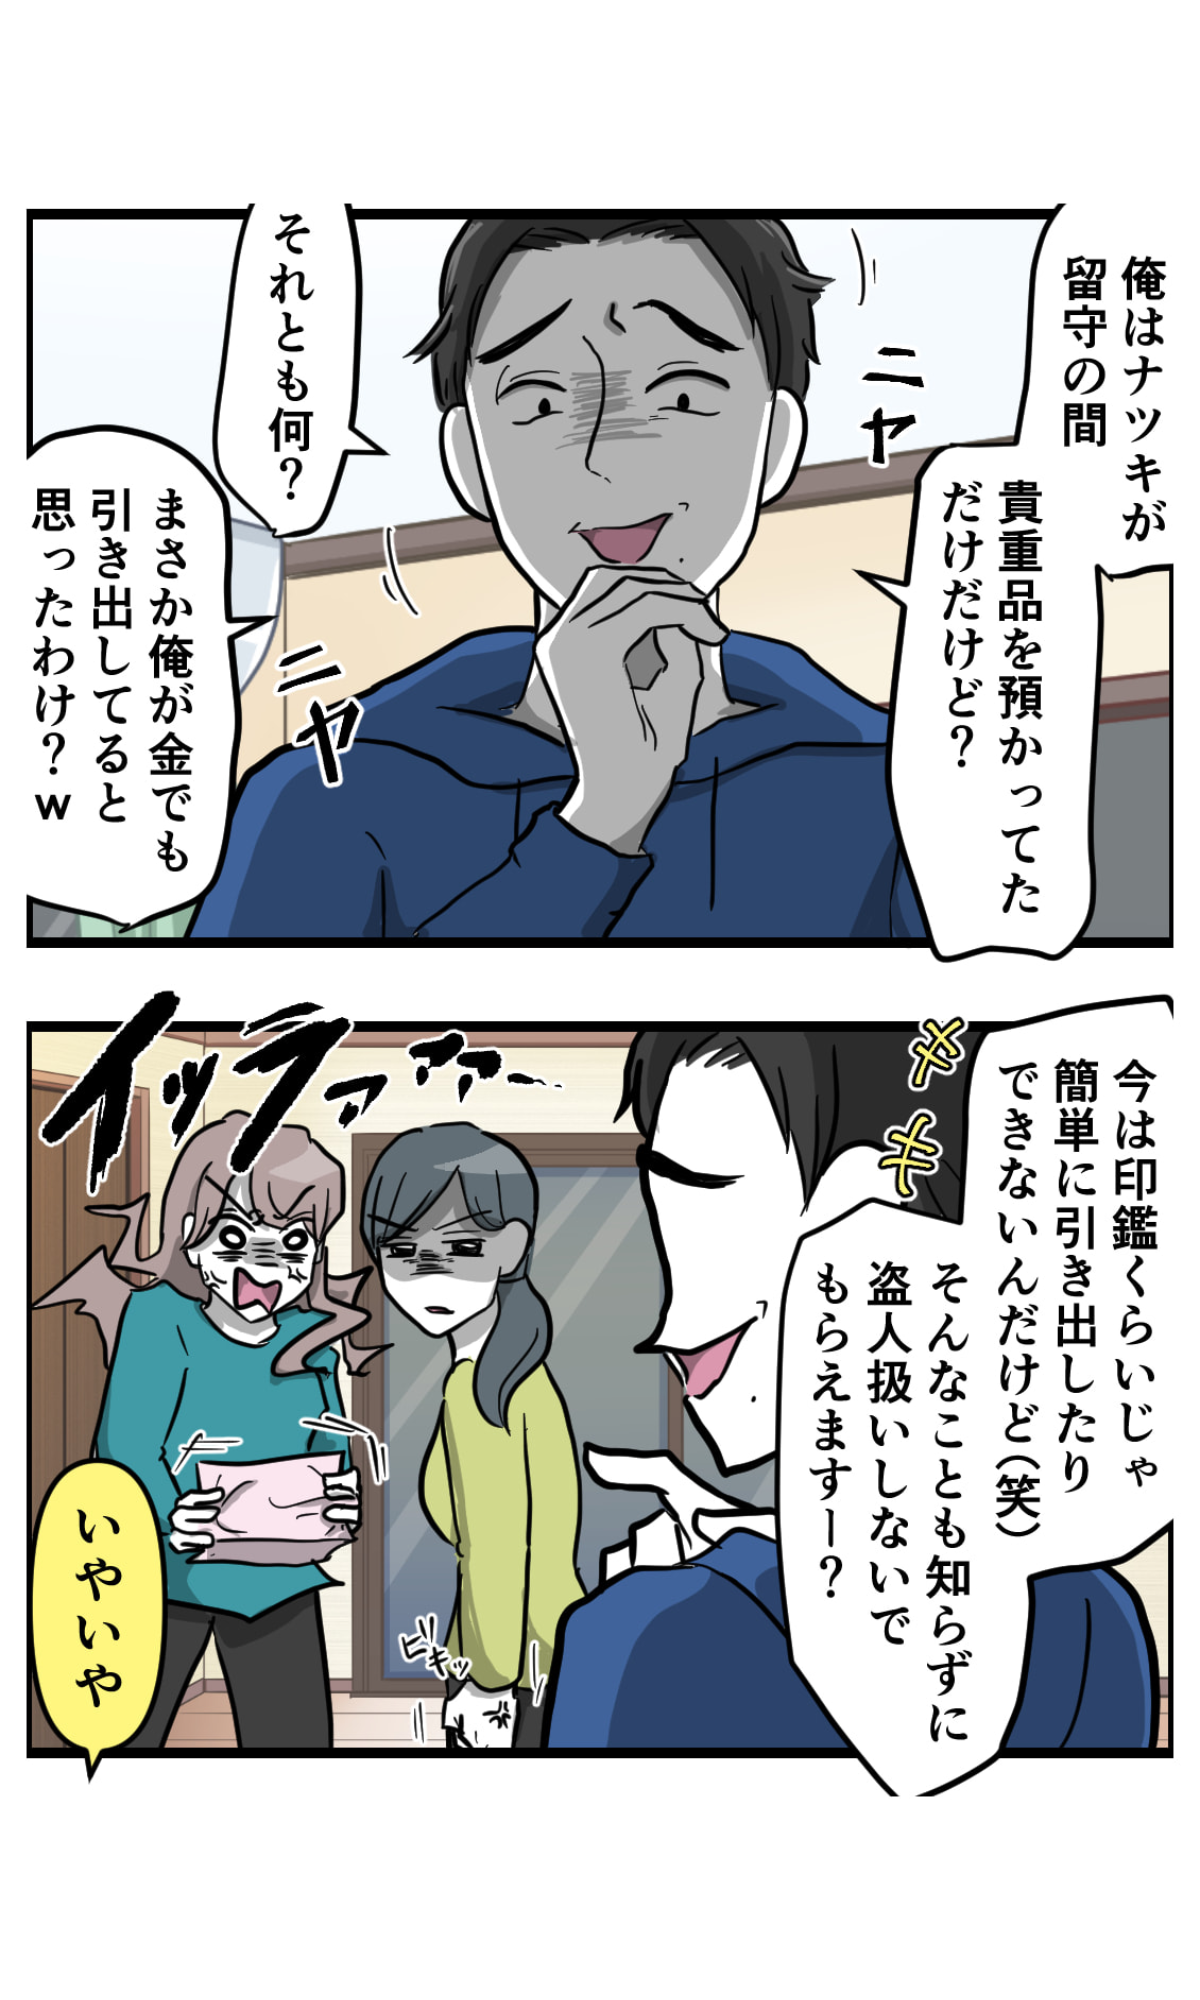 俺はナツキが
留守の間
貴重品を預かってた
だけだけど？
ニヤ
それとも何？
まさか俺が金でも
引き出してると
思ったわけ？w
ニヤ
今は印鑑くらいじゃ
簡単に引き出したり
できないんだけど(笑)
そんなことも知らずに
盗人扱いしないで
もらえますー？
イッラァァァー…
ビキッ
いやいや